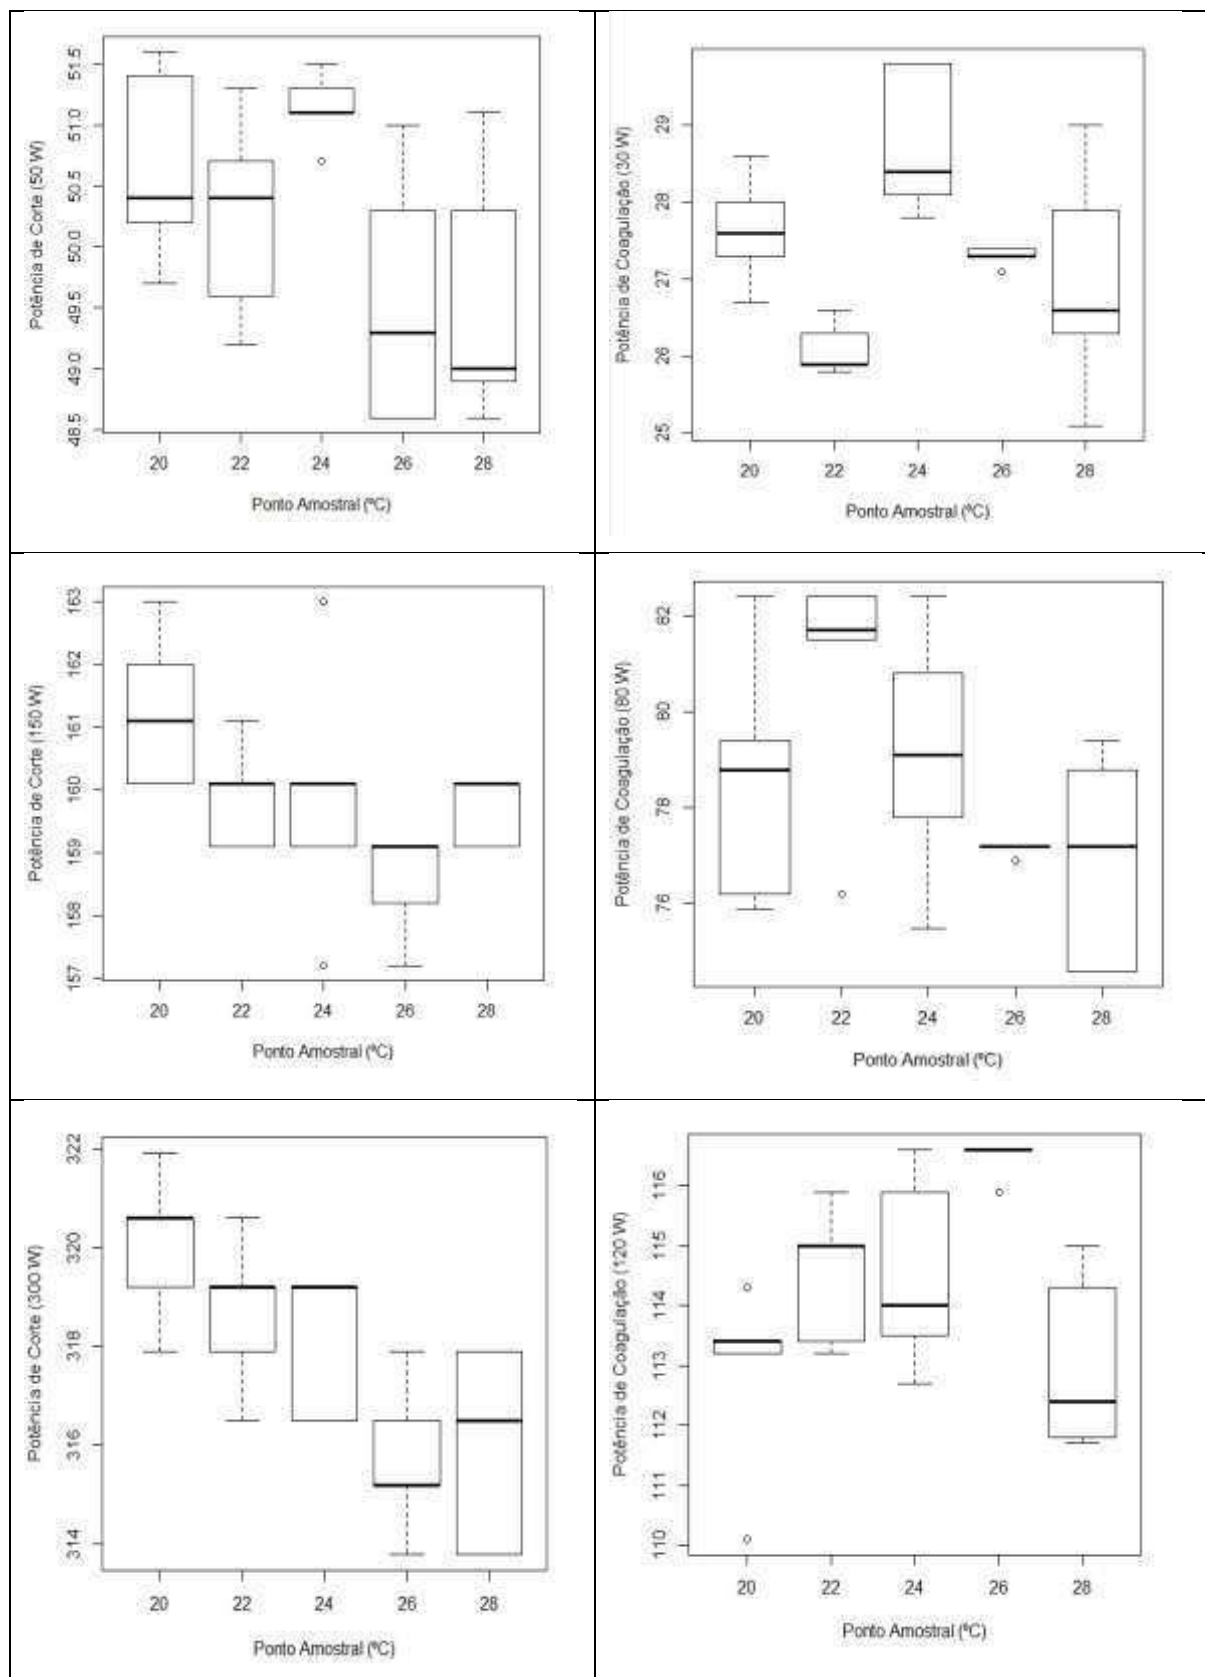 Potência de Corte (50 W)
51.5
51.0
50.5
50.0
49.5
49.0
48.5
20 22 24 26 28
Ponto Amostral (ºC)
Potência de Coagulação (30 W)
29
28
27
26
25
20 22 24 26 28
Ponto Amostral (ºC)
Potência de Corte (150 W)
163
162
161
160
159
158
157
20 22 24 26 28
Ponto Amostral (ºC)
Potência de Coagulação (80 W)
82
80
78
76
20 22 24 26 28
Ponto Amostral (ºC)
Potência de Corte (300 W)
322
320
318
316
314
20 22 24 26 28
Ponto Amostral (ºC)
Potência de Coagulação (120 W)
116
115
114
113
112
111
110
20 22 24 26 28
Ponto Amostral (ºC)